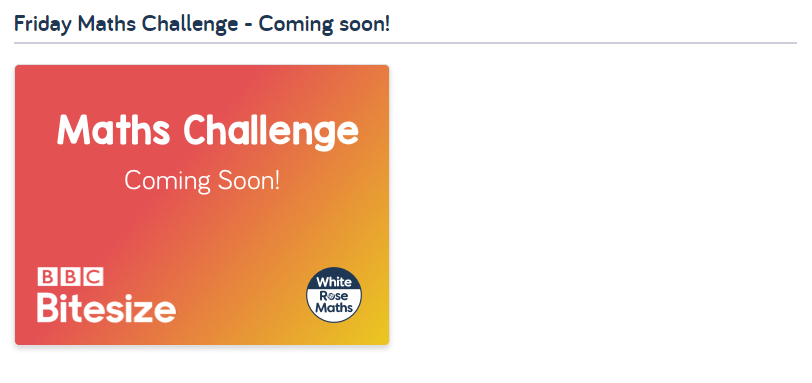 Friday Maths Challenge - Coming soon!
Maths Challenge
Coming Soon!
BBC
Bitesize
White
Rose
Maths